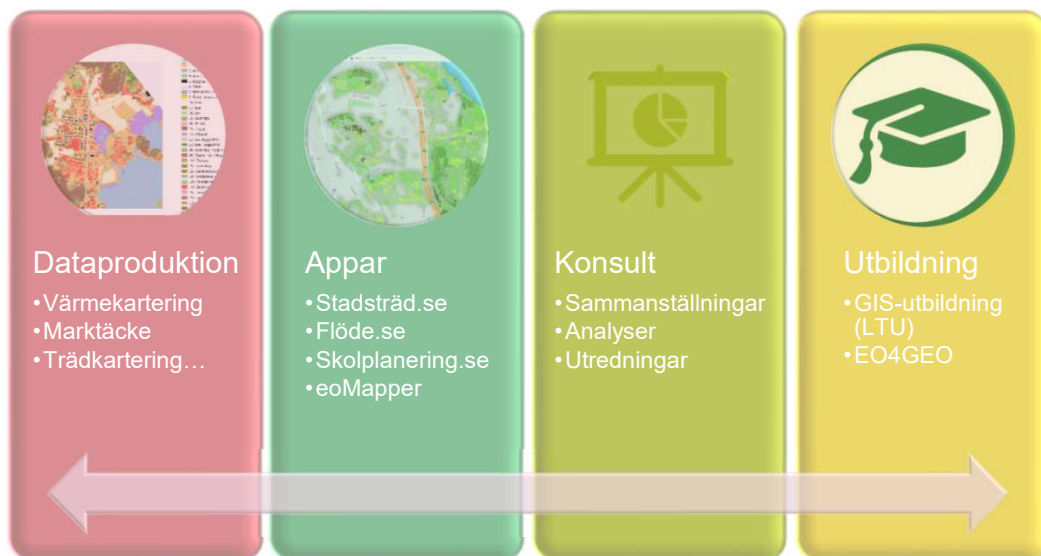 Dataproduktion
•Värmekartering
•Marktäcke
•Trädkartering…
Appar
•Stadsträd.se
•Flöde.se
•Skolplanering.se
•eoMapper
Konsult
•Sammanställningar
•Analyser
•Utredningar
Utbildning
•GIS-utbildning
(LTU)
•EO4GEO